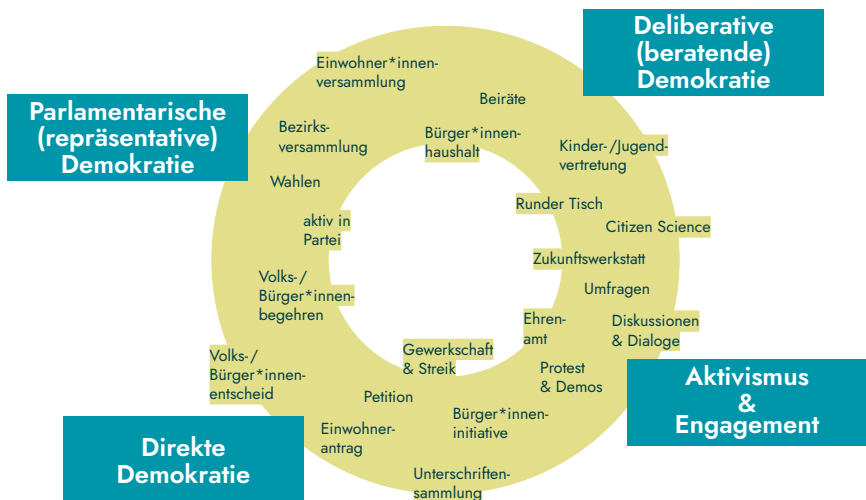 Deliberative
(beratende)
Demokratie
Einwohner*innen-
versammlung
Beiräte
Parlamentarische
(repräsentative)
Demokratie
Bezirks-
versammlung
Bürger*innen-
haushalt
Kinder-/Jugend-
vertretung
Wahlen
Runder Tisch
aktiv in
Partei
Citizen Science
Zukunftswerkstatt
Volks-/
Bürger*innen-
begehren
Umfragen
Ehren-
amt
Diskussionen
& Dialoge
Gewerkschaft
& Streik
Volks-/
Bürger*innen-
entscheid
Protest
& Demos
Aktivismus
&
Engagement
Petition
Bürger*innen-
initiative
Einwohner-
antrag
Direkte
Demokratie
Unterschriften-
sammlung